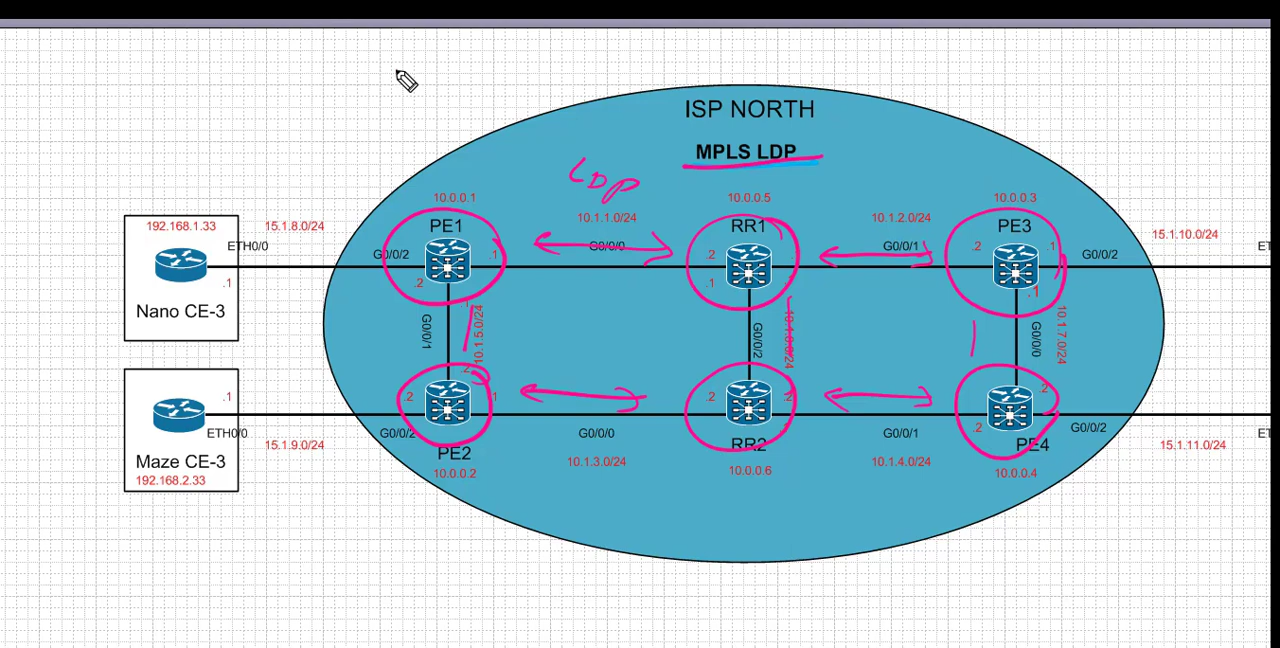 ISP NORTH
MPLS LDP
LDP
10.0.0.1
10.0.0.5
10.0.0.3
192.168.1.33
15.1.8.0/24
PE1
10.1.1.0/24
RR1
10.1.2.0/24
PE3
15.1.10.0/24
ETH0/0
G0/0/2
.1
G0/0/0
.2
G0/0/1
.2
.1
G0/0/2
ET
.1
.2
.1
.1
Nano CE-3
G0/0/1
10.1.5.0/24
G0/0/2
G0/0/0
10.1.7.0/24
.2
.1
.2
.1
.2
.2
.2
Maze CE-3
192.168.2.33
ETH0/0
15.1.9.0/24
G0/0/2
PE2
10.0.0.2
G0/0/0
10.1.3.0/24
RR2
10.0.0.6
G0/0/1
10.1.4.0/24
.2
PE4
10.0.0.4
G0/0/2
15.1.11.0/24
ET